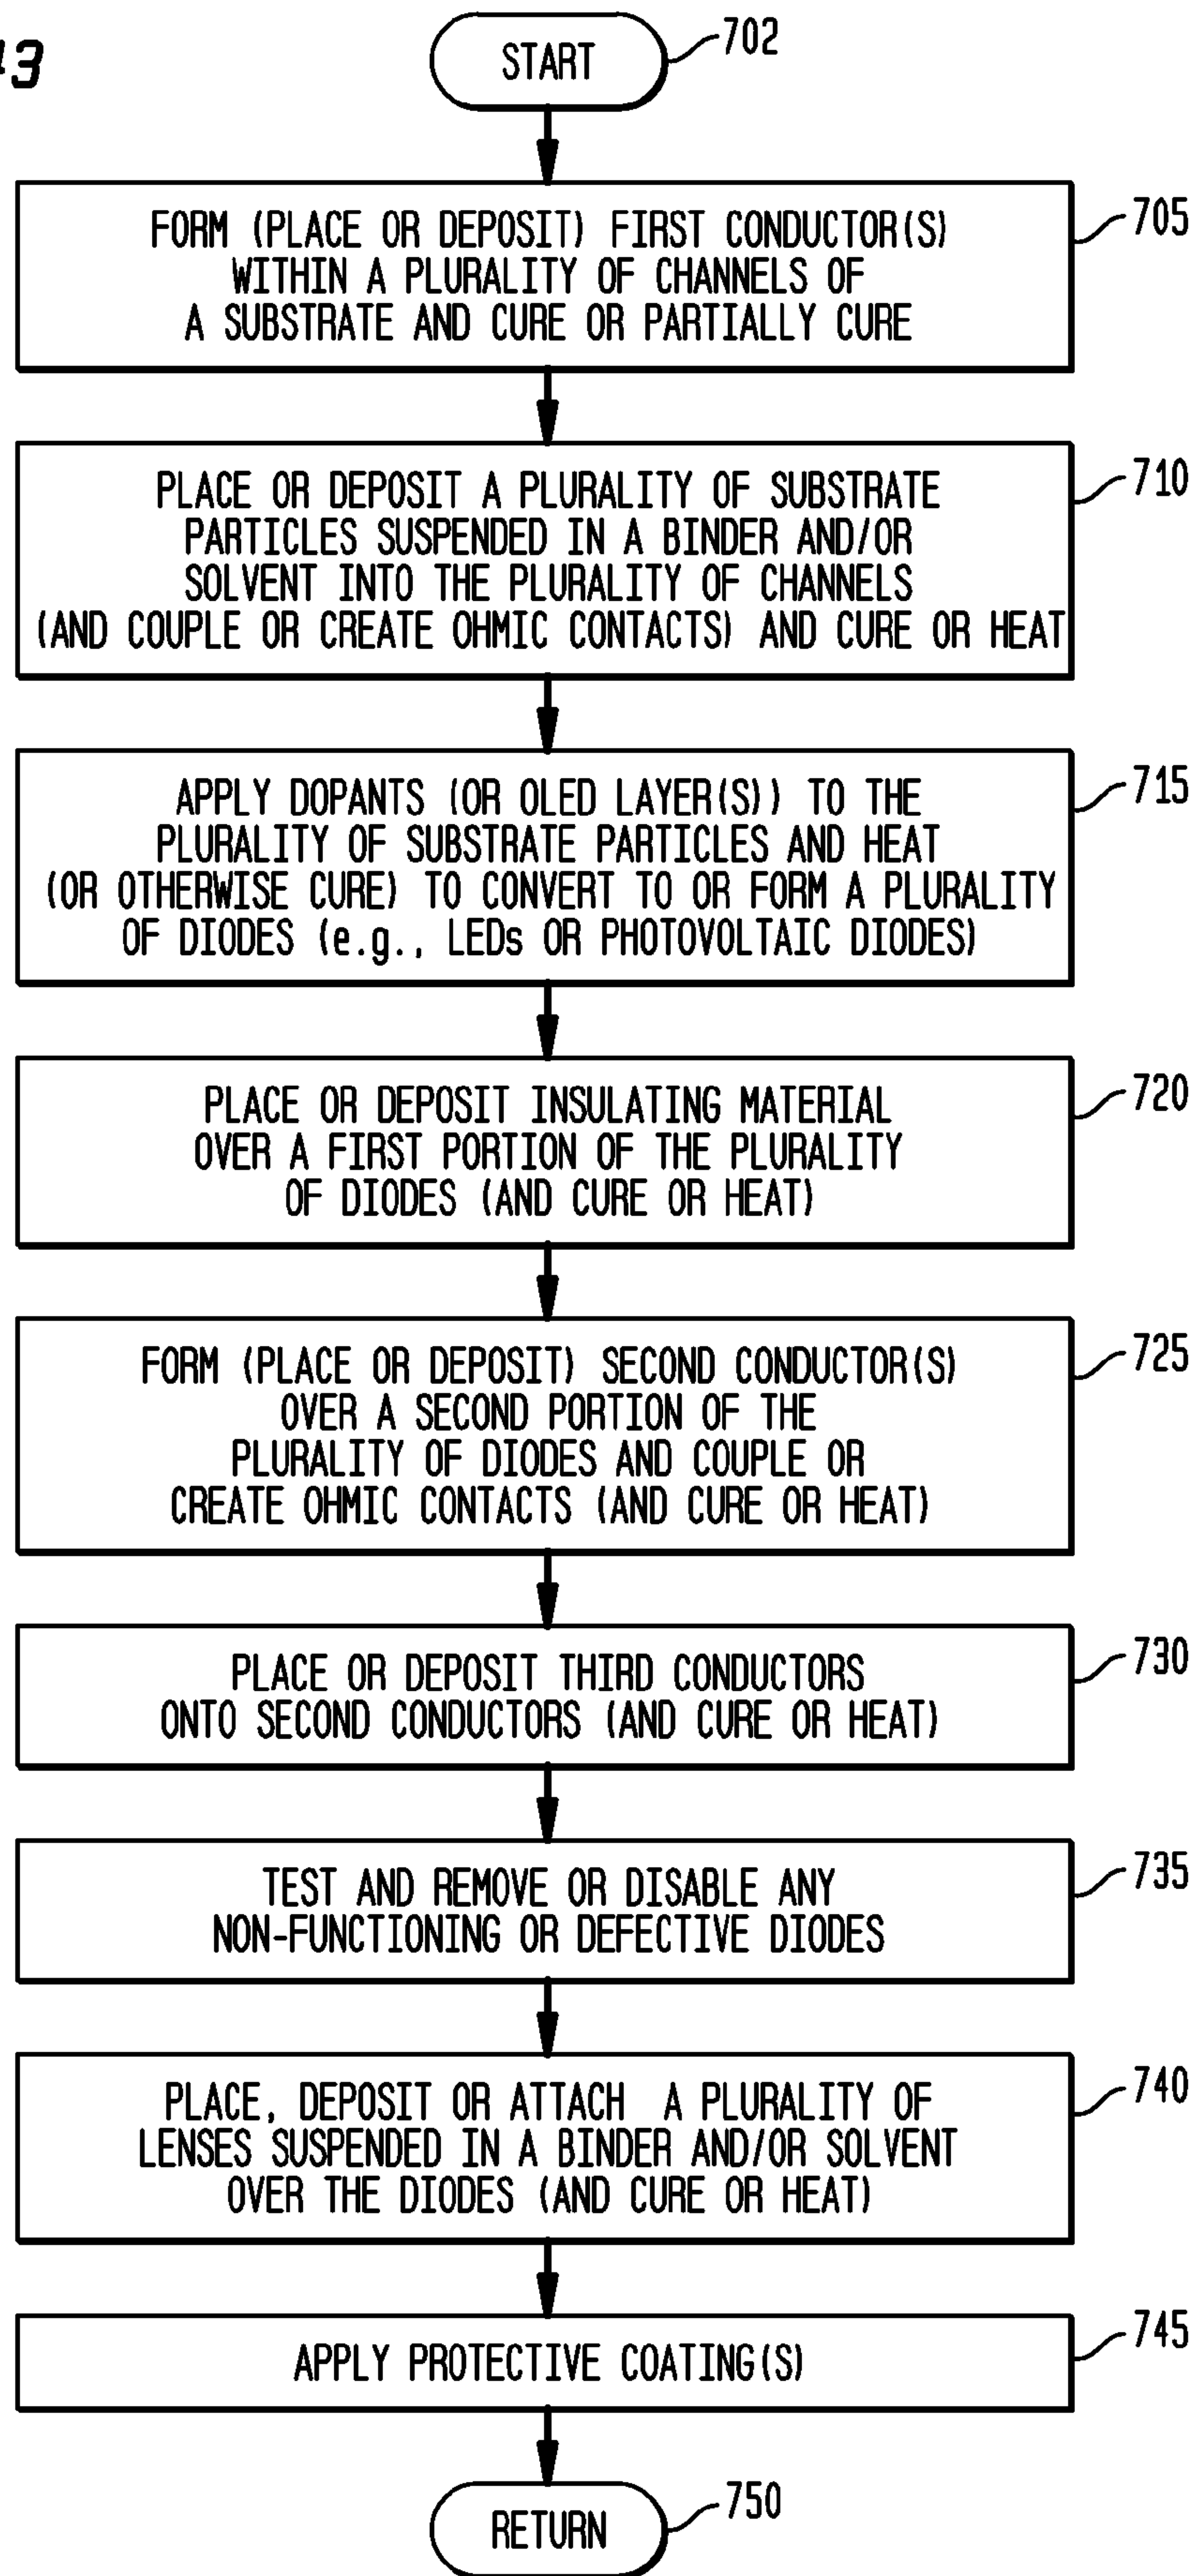 43
START
702
FORM (PLACE OR DEPOSIT) FIRST CONDUCTOR(S)
WITHIN A PLURALITY OF CHANNELS OF
A SUBSTRATE AND CURE OR PARTIALLY CURE
705
PLACE OR DEPOSIT A PLURALITY OF SUBSTRATE
PARTICLES SUSPENDED IN A BINDER AND/OR
SOLVENT INTO THE PLURALITY OF CHANNELS
(AND COUPLE OR CREATE OHMIC CONTACTS) AND CURE OR HEAT
710
APPLY DOPANTS (OR OLED LAYER(S)) TO THE
PLURALITY OF SUBSTRATE PARTICLES AND HEAT
(OR OTHERWISE CURE) TO CONVERT TO OR FORM A PLURALITY
OF DIODES (e.g., LEDs OR PHOTOVOLTAIC DIODES)
715
PLACE OR DEPOSIT INSULATING MATERIAL
OVER A FIRST PORTION OF THE PLURALITY
OF DIODES (AND CURE OR HEAT)
720
FORM (PLACE OR DEPOSIT) SECOND CONDUCTOR(S)
OVER A SECOND PORTION OF THE
PLURALITY OF DIODES AND COUPLE OR
CREATE OHMIC CONTACTS (AND CURE OR HEAT)
725
PLACE OR DEPOSIT THIRD CONDUCTORS
ONTO SECOND CONDUCTORS (AND CURE OR HEAT)
730
TEST AND REMOVE OR DISABLE ANY
NON-FUNCTIONING OR DEFECTIVE DIODES
735
PLACE, DEPOSIT OR ATTACH A PLURALITY OF
LENSES SUSPENDED IN A BINDER AND/OR SOLVENT
OVER THE DIODES (AND CURE OR HEAT)
740
APPLY PROTECTIVE COATING(S)
745
RETURN
750